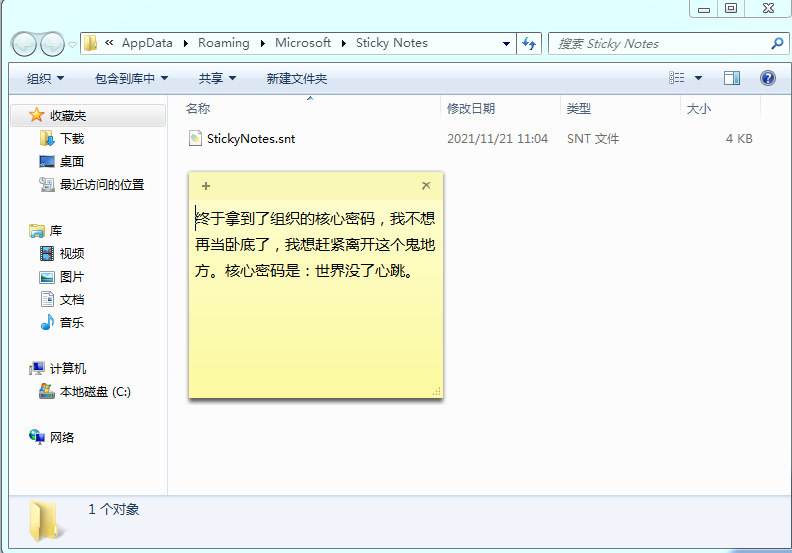 « AppData ▸ Roaming ▸ Microsoft ▸ Sticky Notes
搜索 Sticky Notes
组织 包含到库中 共享 新建文件夹
名称 修改日期 类型 大小
StickyNotes.snt 2021/11/21 11:04 SNT 文件 4 KB
收藏夹
下载
桌面
最近访问的位置
库
视频
图片
文档
音乐
计算机
本地磁盘 (C:)
网络
终于拿到了组织的核心密码，我不想
再当卧底了，我想赶紧离开这个鬼地
方。核心密码是：世界没了心跳。
1 个对象